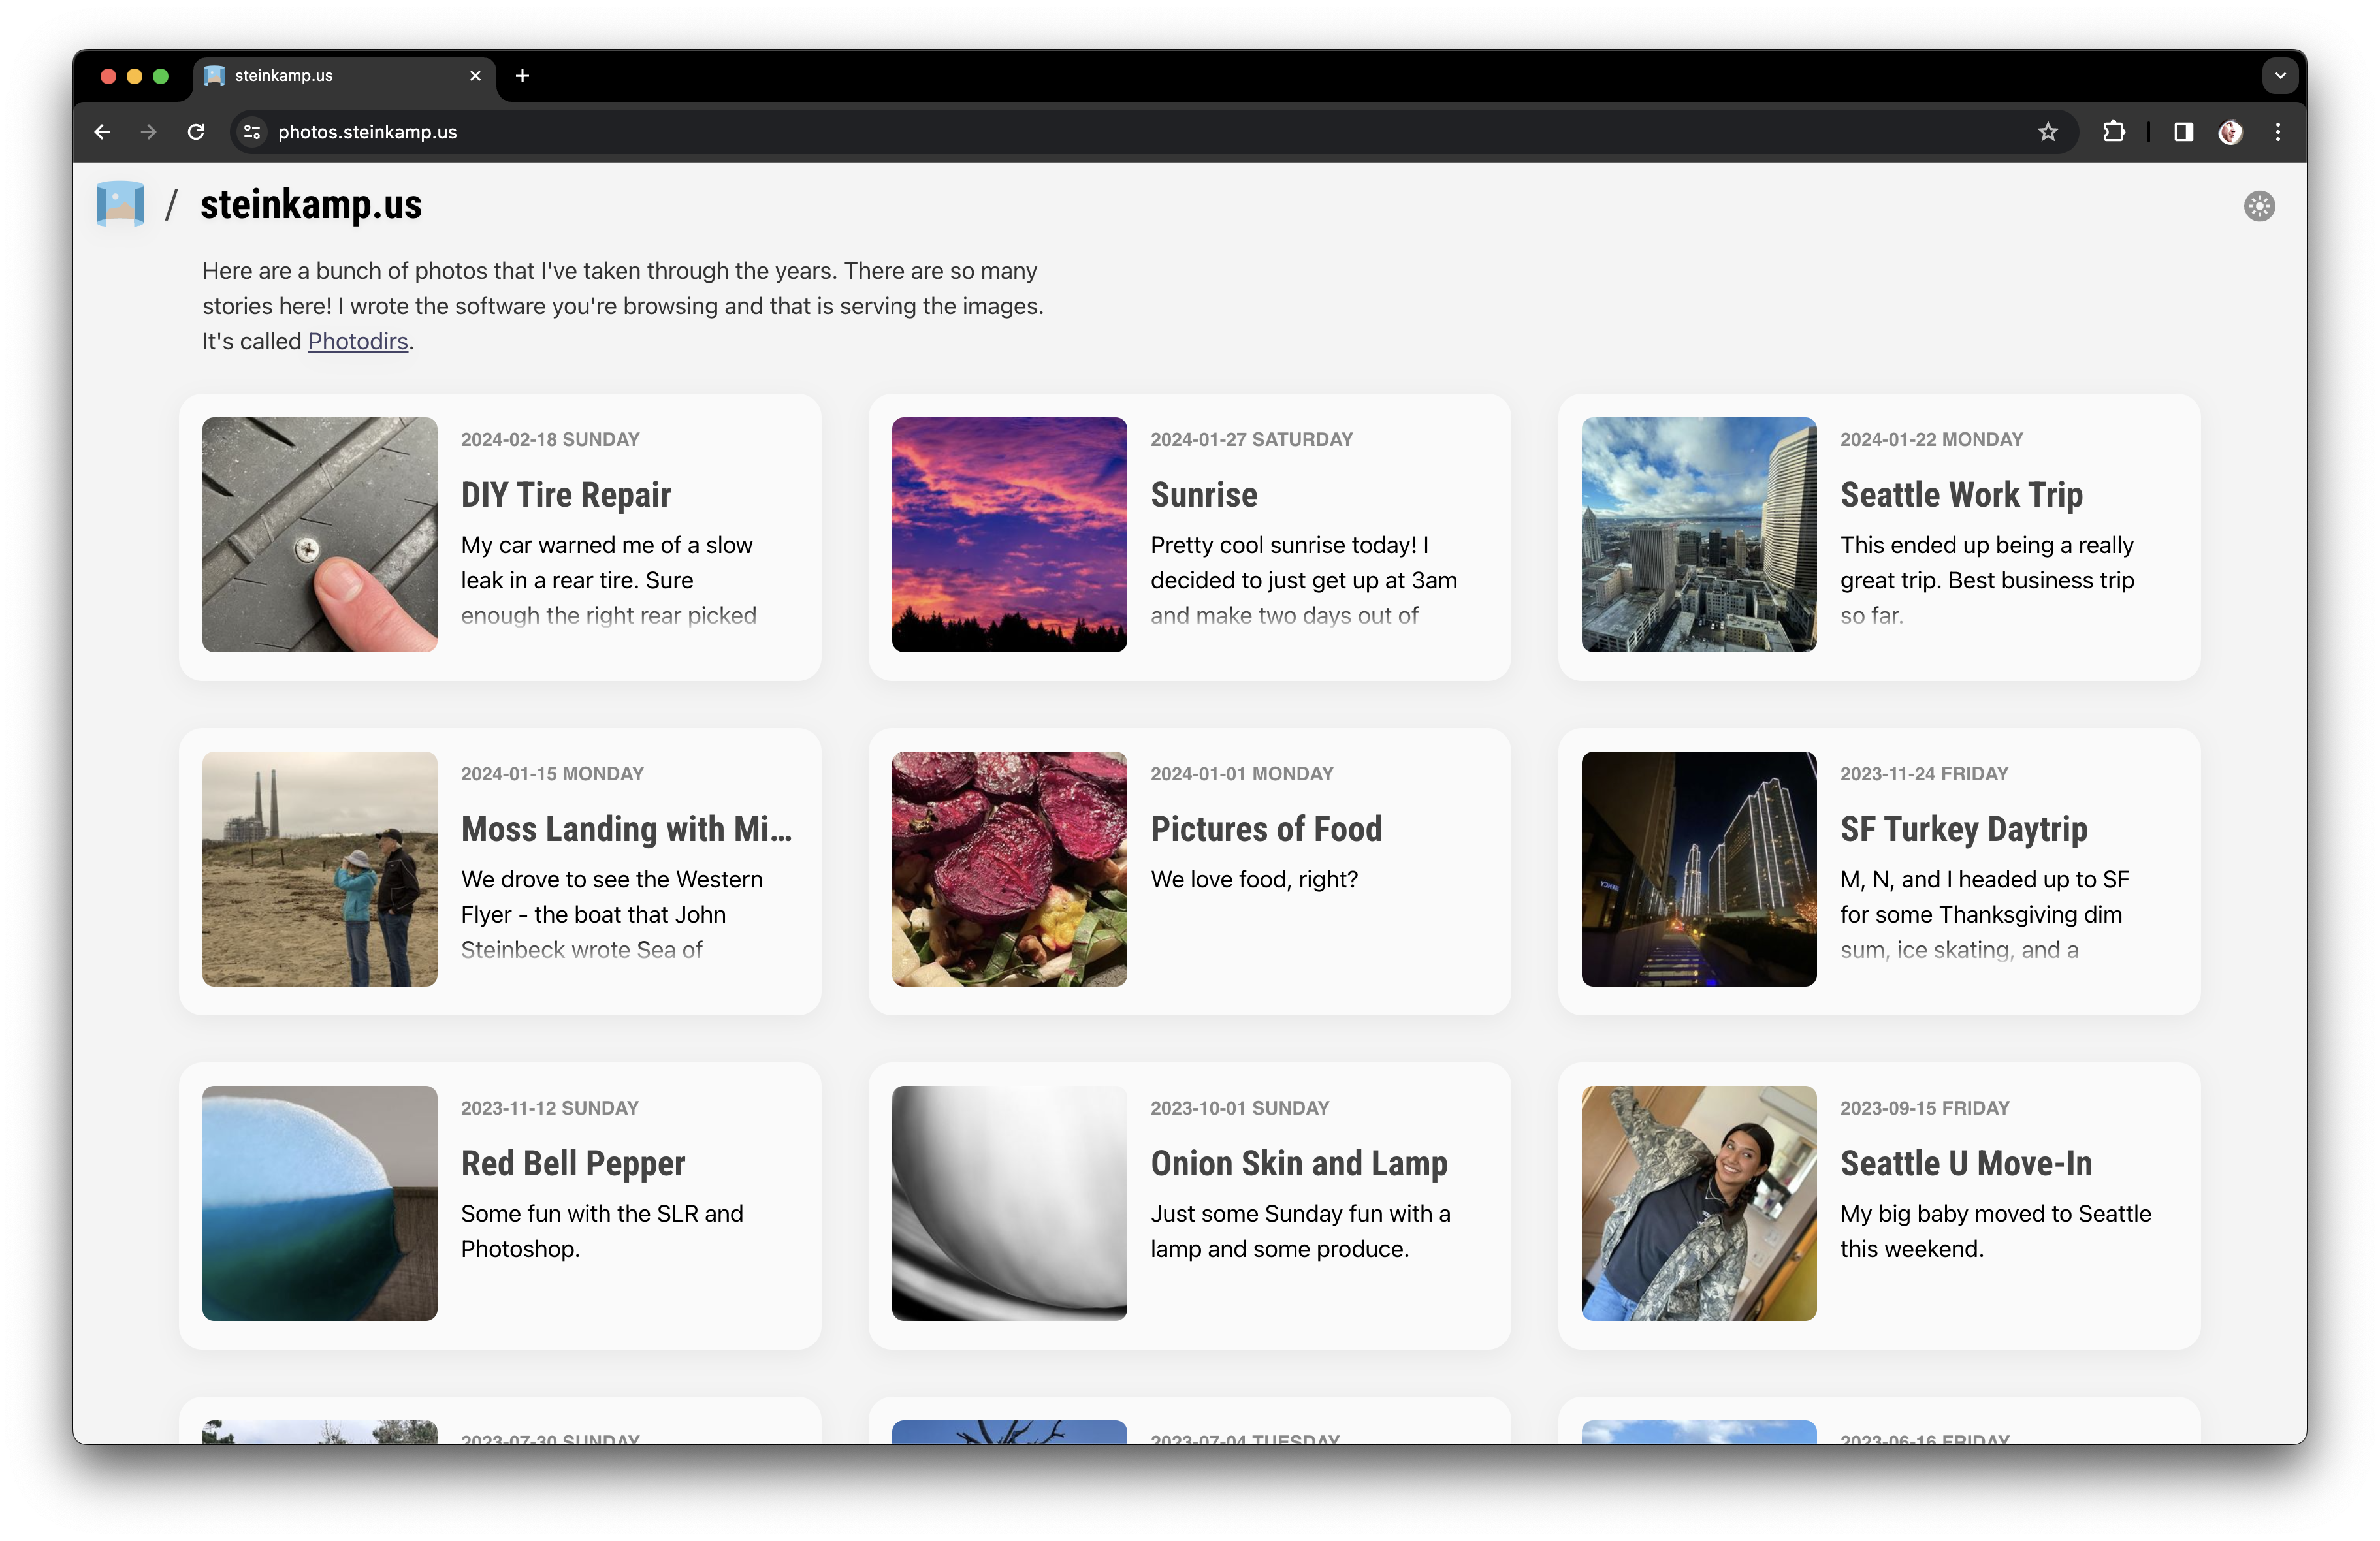 steinkamp.us
photos.steinkamp.us
/ steinkamp.us
Here are a bunch of photos that I've taken through the years. There are so many
stories here! I wrote the software you're browsing and that is serving the images.
It's called Photodirs.
2024-02-18 SUNDAY
DIY Tire Repair
My car warned me of a slow
leak in a rear tire. Sure
enough the right rear picked
2024-01-27 SATURDAY
Sunrise
Pretty cool sunrise today! I
decided to just get up at 3am
and make two days out of
2024-01-22 MONDAY
Seattle Work Trip
This ended up being a really
great trip. Best business trip
so far.
2024-01-15 MONDAY
Moss Landing with Mi...
We drove to see the Western
Flyer - the boat that John
Steinbeck wrote Sea of
2024-01-01 MONDAY
Pictures of Food
We love food, right?
2023-11-24 FRIDAY
SF Turkey Daytrip
M, N, and I headed up to SF
for some Thanksgiving dim
sum, ice skating, and a
2023-11-12 SUNDAY
Red Bell Pepper
Some fun with the SLR and
Photoshop.
2023-10-01 SUNDAY
Onion Skin and Lamp
Just some Sunday fun with a
lamp and some produce.
2023-09-15 FRIDAY
Seattle U Move-In
My big baby moved to Seattle
this weekend.
2023-07-30 SUNDAY
2023-07-04 TUESDAY
2023-06-16 FRIDAY